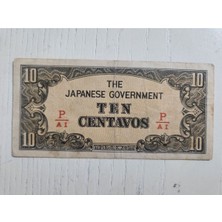 10 10
THE
JAPANESE GOVERNMENT
TEN
CENTAVOS
P P
AI AI
10 10